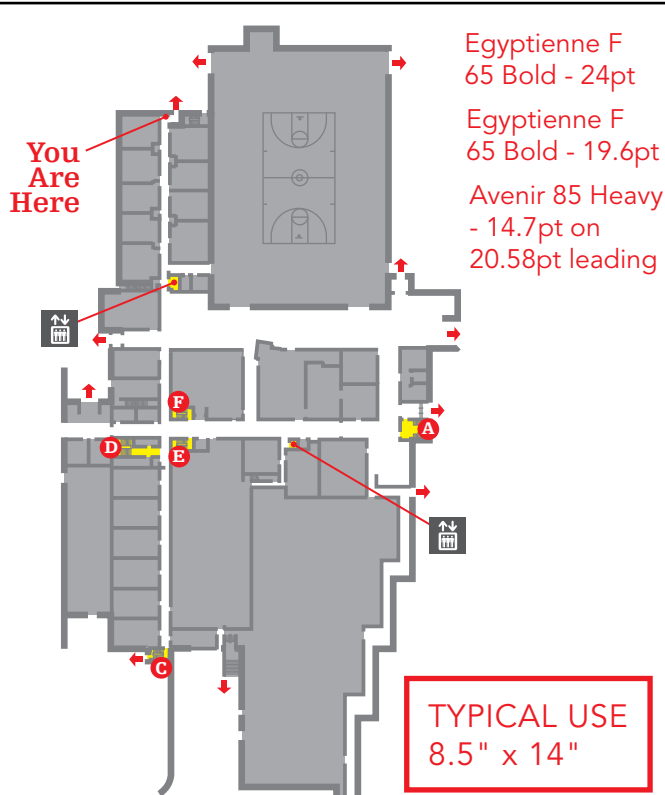 Egyptienne F
65 Bold - 24pt
Egyptienne F
65 Bold - 19.6pt
Avenir 85 Heavy
- 14.7pt on
20.58pt leading
You
Are
Here
F
A
D
E
C
TYPICAL USE
8.5" x 14"